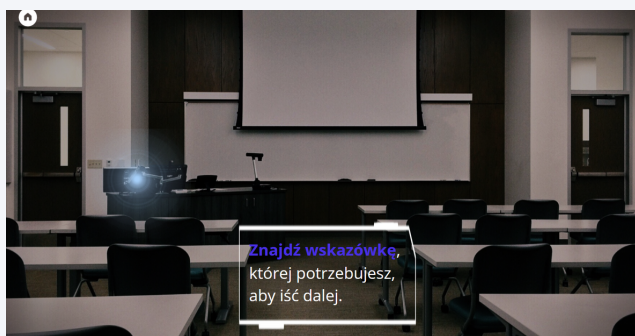 Znajdź wskazówkę,
której potrzebujesz,
aby iść dalej.